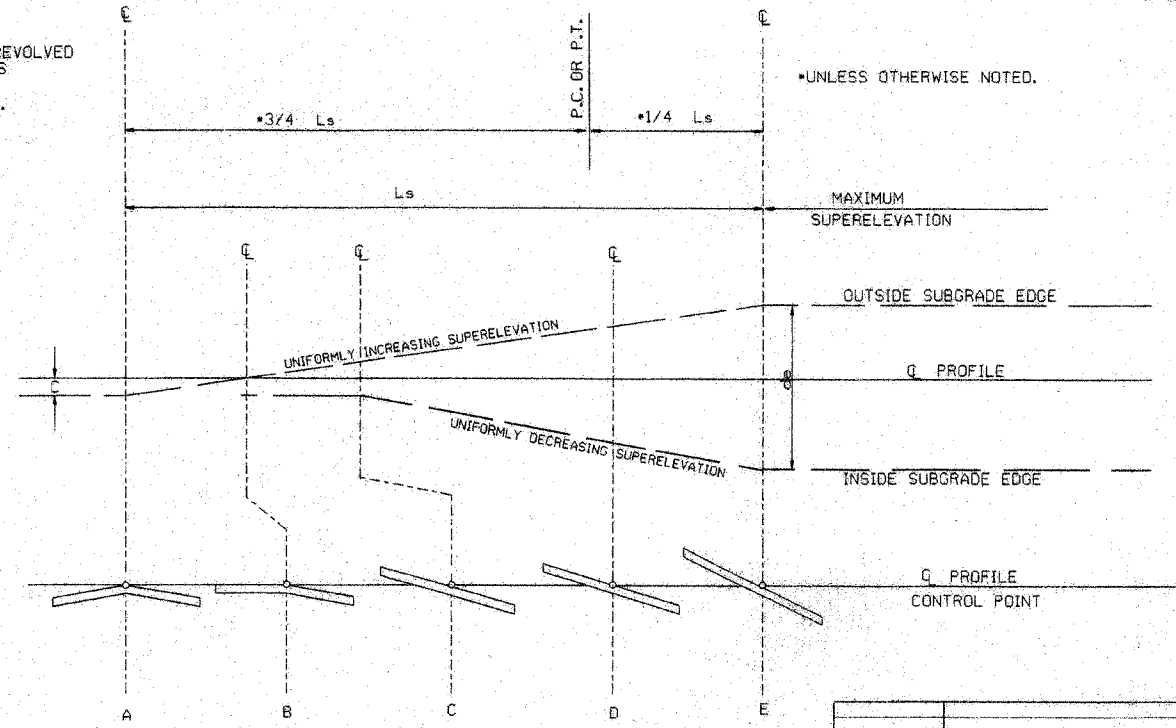 ℄
℄
P.C. OR P.T.
*UNLESS OTHERWISE NOTED.
*3/4 Ls
*1/4 Ls
Ls
MAXIMUM
SUPERELEVATION
℄
℄
℄
OUTSIDE SUBGRADE EDGE
UNIFORMLY INCREASING SUPERELEVATION
C
℄ PROFILE
UNIFORMLY DECREASING SUPERELEVATION
INSIDE SUBGRADE EDGE
℄ PROFILE
CONTROL POINT
A
B
C
D
E